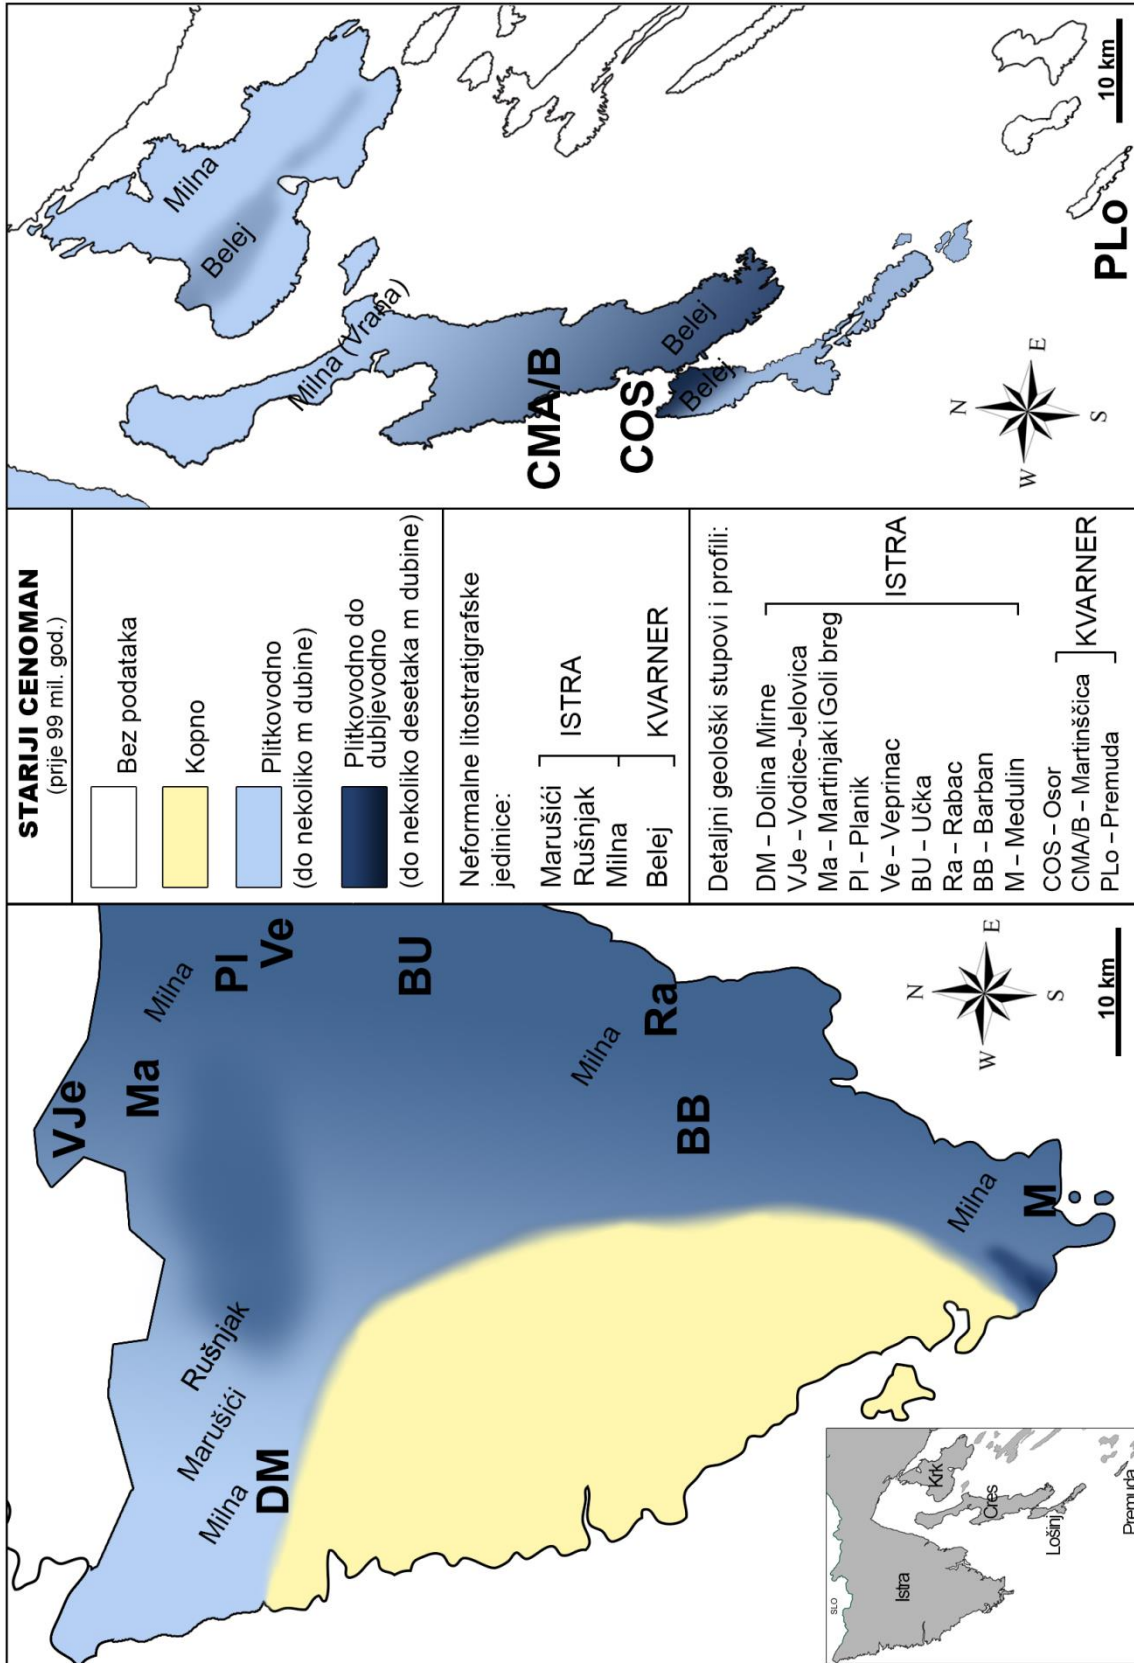 VJe
Ma
Milna
PI
Ve
Rušnjak
Marušići
Milna
DM
BU
Milna
Ra
BB
Milna
M
N
W
E
S
10 km
SLO
Istra
Krk
Cres
Lošinj
Premuda
STARIJI CENOMAN
(prije 99 mil. god.)
Bez podataka
Kopno
Plitkovodno
(do nekoliko m dubine)
Plitkovodno do
dubljevodno
(do nekoliko desetaka m dubine)
Neformalne litostratigrafske
jedinice:
Marušići
Rušnjak
Milna
Belej
ISTRA
KVARNER
Detaljni geološki stupovi i profili:
DM – Dolina Mirne
VJe – Vodice-Jelovica
Ma – Martinjak i Goli breg
PI – Planik
Ve – Veprinac
BU – Učka
Ra – Rabac
BB – Barban
M – Medulin
ISTRA
COS – Osor
CMA/B – Martinšćica
PLo – Premuda
KVARNER
Milna
Belej
Milna (Vrana)
CMA/B
COS
Belej
Belej
N
W
E
S
PLo
10 km